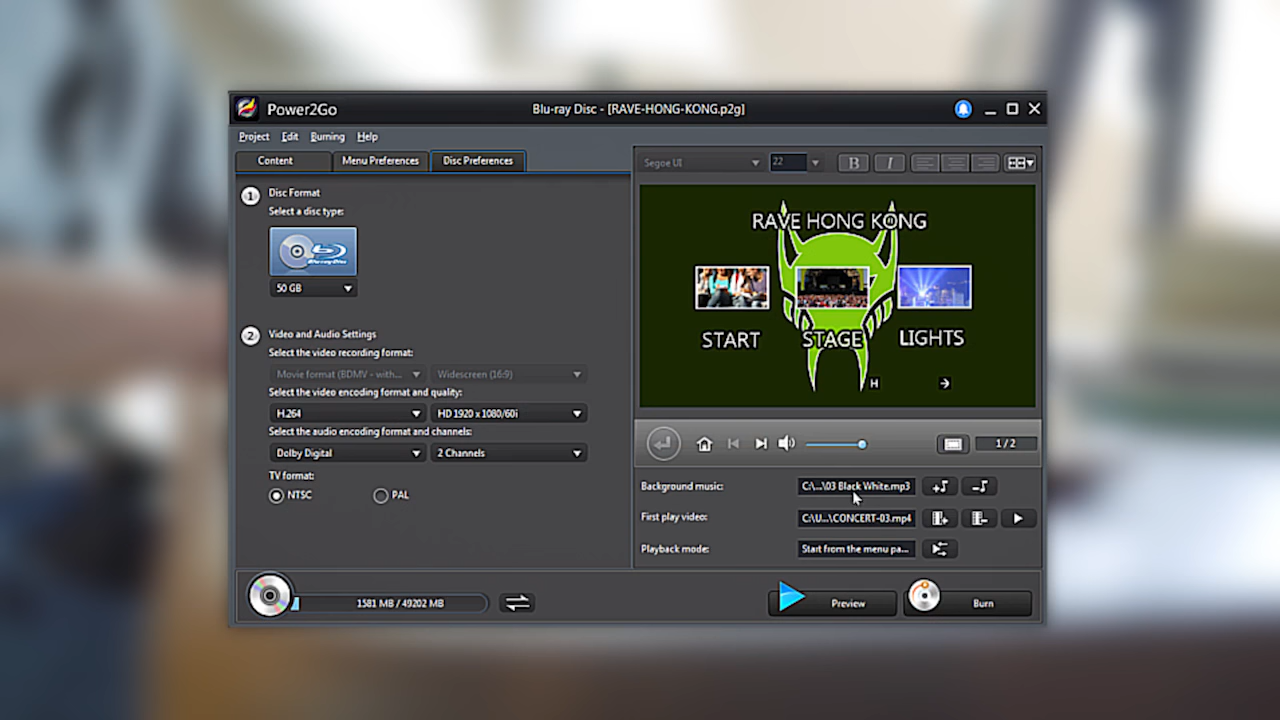 Power2Go
Blu-ray Disc - [RAVE-HONG-KONG.p2g]
Project Edit Burning Help
Content Menu Preferences Disc Preferences
Segoe UI 22 B I
1 Disc Format
Select a disc type:
Blu-ray Disc
50 GB
2 Video and Audio Settings
Select the video recording format:
Movie format (BDMV - with... Widescreen (16:9)
Select the video encoding format and quality:
H.264 HD 1920 x 1080/60i
Select the audio encoding format and channels:
Dolby Digital 2 Channels
TV format:
NTSC PAL
RAVE HONG KONG
START STAGE LIGHTS
H
1/2
Background music: C:\...\03 Black White.mp3
First play video: C:\U...\CONCERT-03.mp4
Playback mode: Start from the menu pa...
1581 MB / 49202 MB
Preview Burn